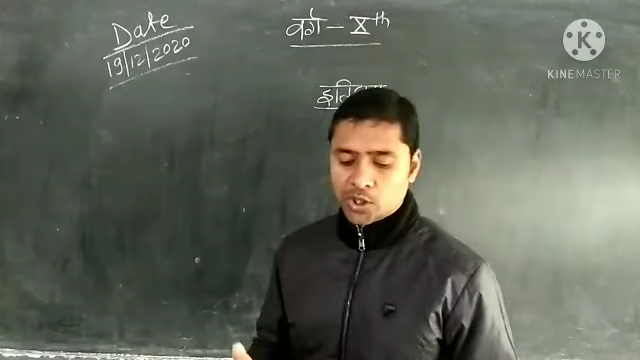 Date
19/12/2020
वर्ग - Xth
KINEMASTER